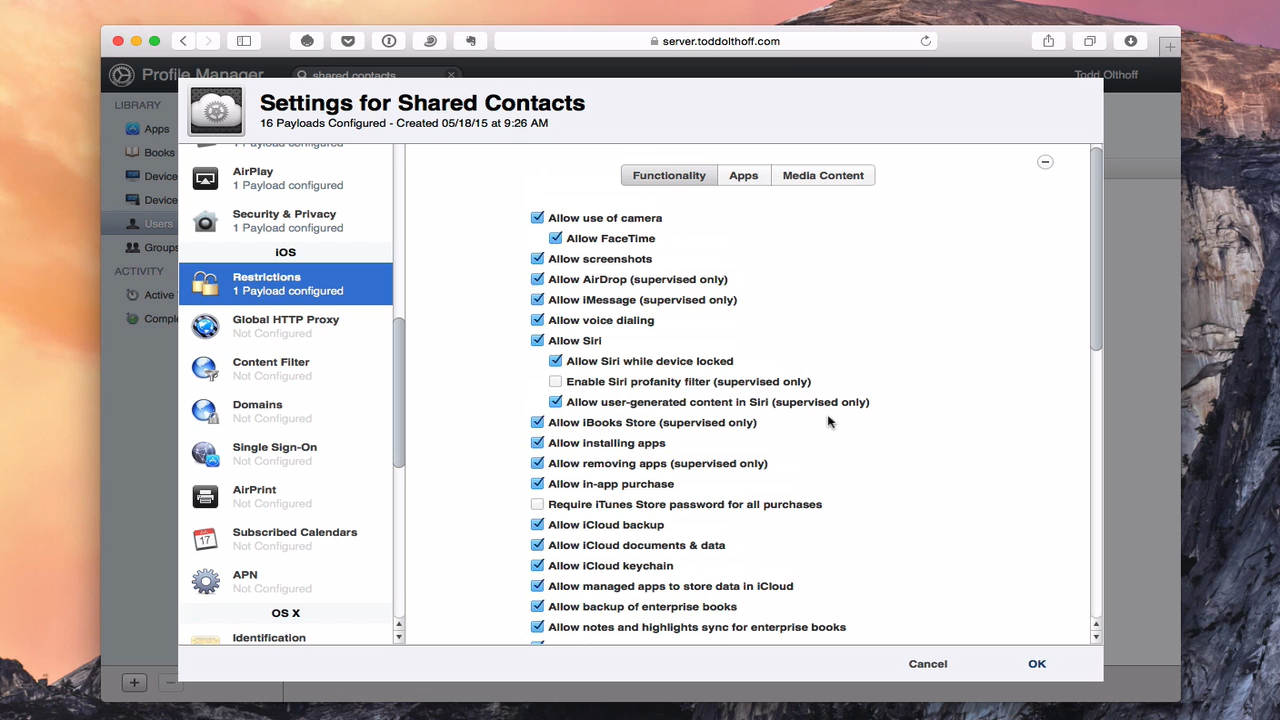 server.toddolthoff.com
Profile Manager
shared contacts
Todd Olthoff
LIBRARY
Apps
Books
Device
Device
Users
Groups
ACTIVITY
Active
Comple
Settings for Shared Contacts
16 Payloads Configured - Created 05/18/15 at 9:26 AM
1 Payload configured
AirPlay
1 Payload configured
Security & Privacy
1 Payload configured
iOS
Restrictions
1 Payload configured
Global HTTP Proxy
Not Configured
Content Filter
Not Configured
Domains
Not Configured
Single Sign-On
Not Configured
AirPrint
Not Configured
Subscribed Calendars
Not Configured
APN
Not Configured
OS X
Identification
Functionality
Apps
Media Content
Allow use of camera
Allow FaceTime
Allow screenshots
Allow AirDrop (supervised only)
Allow iMessage (supervised only)
Allow voice dialing
Allow Siri
Allow Siri while device locked
Enable Siri profanity filter (supervised only)
Allow user-generated content in Siri (supervised only)
Allow iBooks Store (supervised only)
Allow installing apps
Allow removing apps (supervised only)
Allow in-app purchase
Require iTunes Store password for all purchases
Allow iCloud backup
Allow iCloud documents & data
Allow iCloud keychain
Allow managed apps to store data in iCloud
Allow backup of enterprise books
Allow notes and highlights sync for enterprise books
Cancel
OK